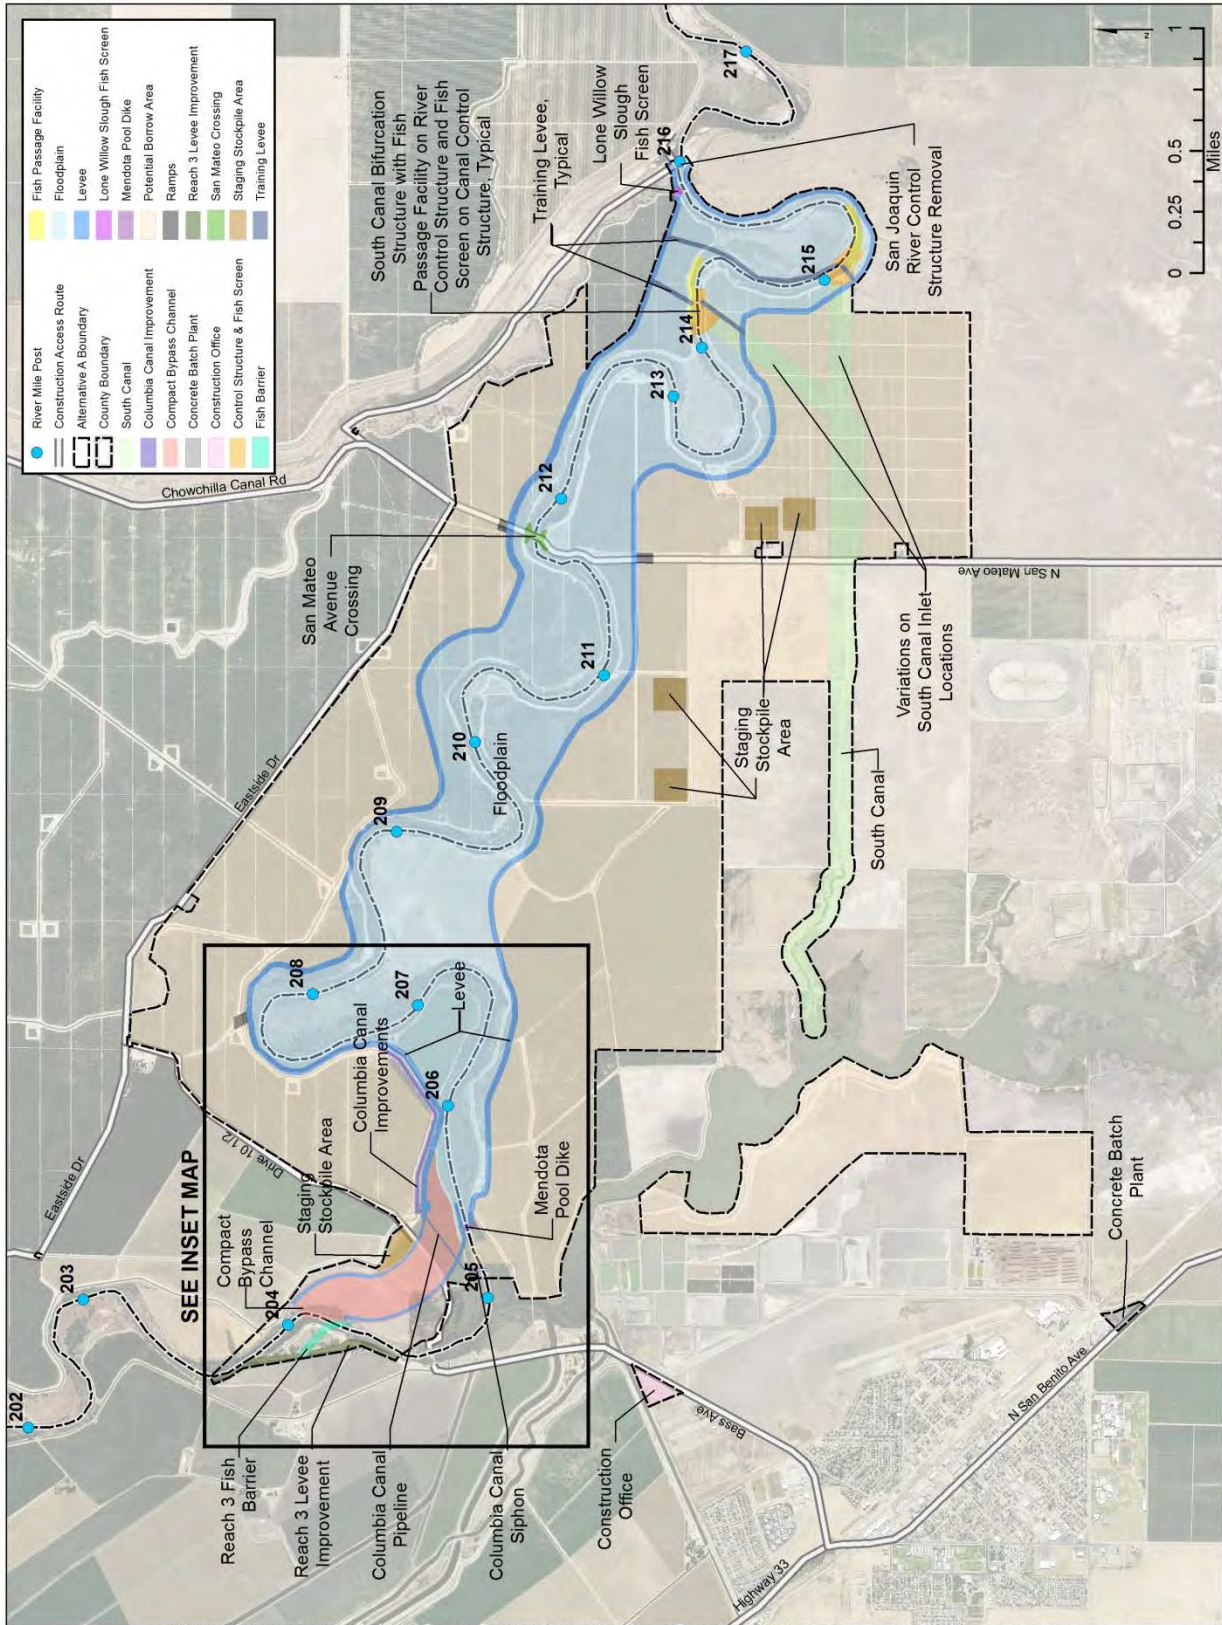 River Mile Post
Construction Access Route
Alternative A Boundary
County Boundary
South Canal
Columbia Canal Improvement
Compact Bypass Channel
Concrete Batch Plant
Construction Office
Control Structure & Fish Screen
Fish Barrier
Fish Passage Facility
Floodplain
Levee
Lone Willow Slough Fish Screen
Mendota Pool Dike
Potential Borrow Area
Ramps
Reach 3 Levee Improvement
San Mateo Crossing
Staging Stockpile Area
Training Levee
202
203
Eastside Dr
SEE INSET MAP
Drive 10 1/2
Compact
Bypass
Channel
204
Staging
Stockpile Area
Columbia Canal
Improvements
208
207
Levee
206
205
Mendota
Pool Dike
Reach 3 Fish
Barrier
Reach 3 Levee
Improvement
Columbia Canal
Pipeline
Columbia Canal
Siphon
Construction
Office
Highway 33
Bass Ave
N San Benito Ave
Concrete Batch
Plant
Eastside Dr
209
210
Floodplain
211
San Mateo
Avenue
Crossing
Chowchilla Canal Rd
212
213
214
South Canal Bifurcation
Structure with Fish
Passage Facility on River
Control Structure and Fish
Screen on Canal Control
Structure, Typical
Training Levee,
Typical
Lone Willow
Slough
Fish Screen
216
217
215
San Joaquin
River Control
Structure Removal
Staging
Stockpile
Area
South Canal
N San Mateo Ave
Variations on
South Canal Inlet
Locations
0
0.25
0.5
1
Miles
z